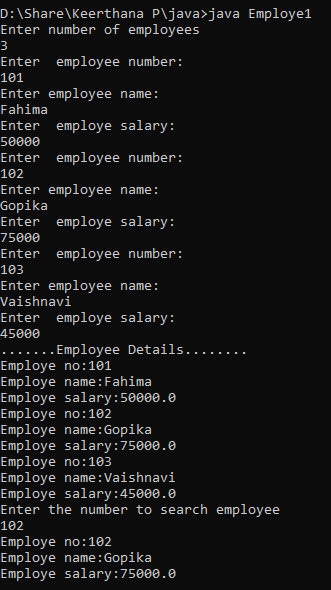 D:\Share\Keerthana P\java>java Employe1
Enter number of employees
3
Enter  employee number:
101
Enter employee name:
Fahima
Enter  employe salary:
50000
Enter  employee number:
102
Enter employee name:
Gopika
Enter  employe salary:
75000
Enter  employee number:
103
Enter employee name:
Vaishnavi
Enter  employe salary:
45000
.......Employee Details........
Employe no:101
Employe name:Fahima
Employe salary:50000.0
Employe no:102
Employe name:Gopika
Employe salary:75000.0
Employe no:103
Employe name:Vaishnavi
Employe salary:45000.0
Enter the number to search employee
102
Employe no:102
Employe name:Gopika
Employe salary:75000.0